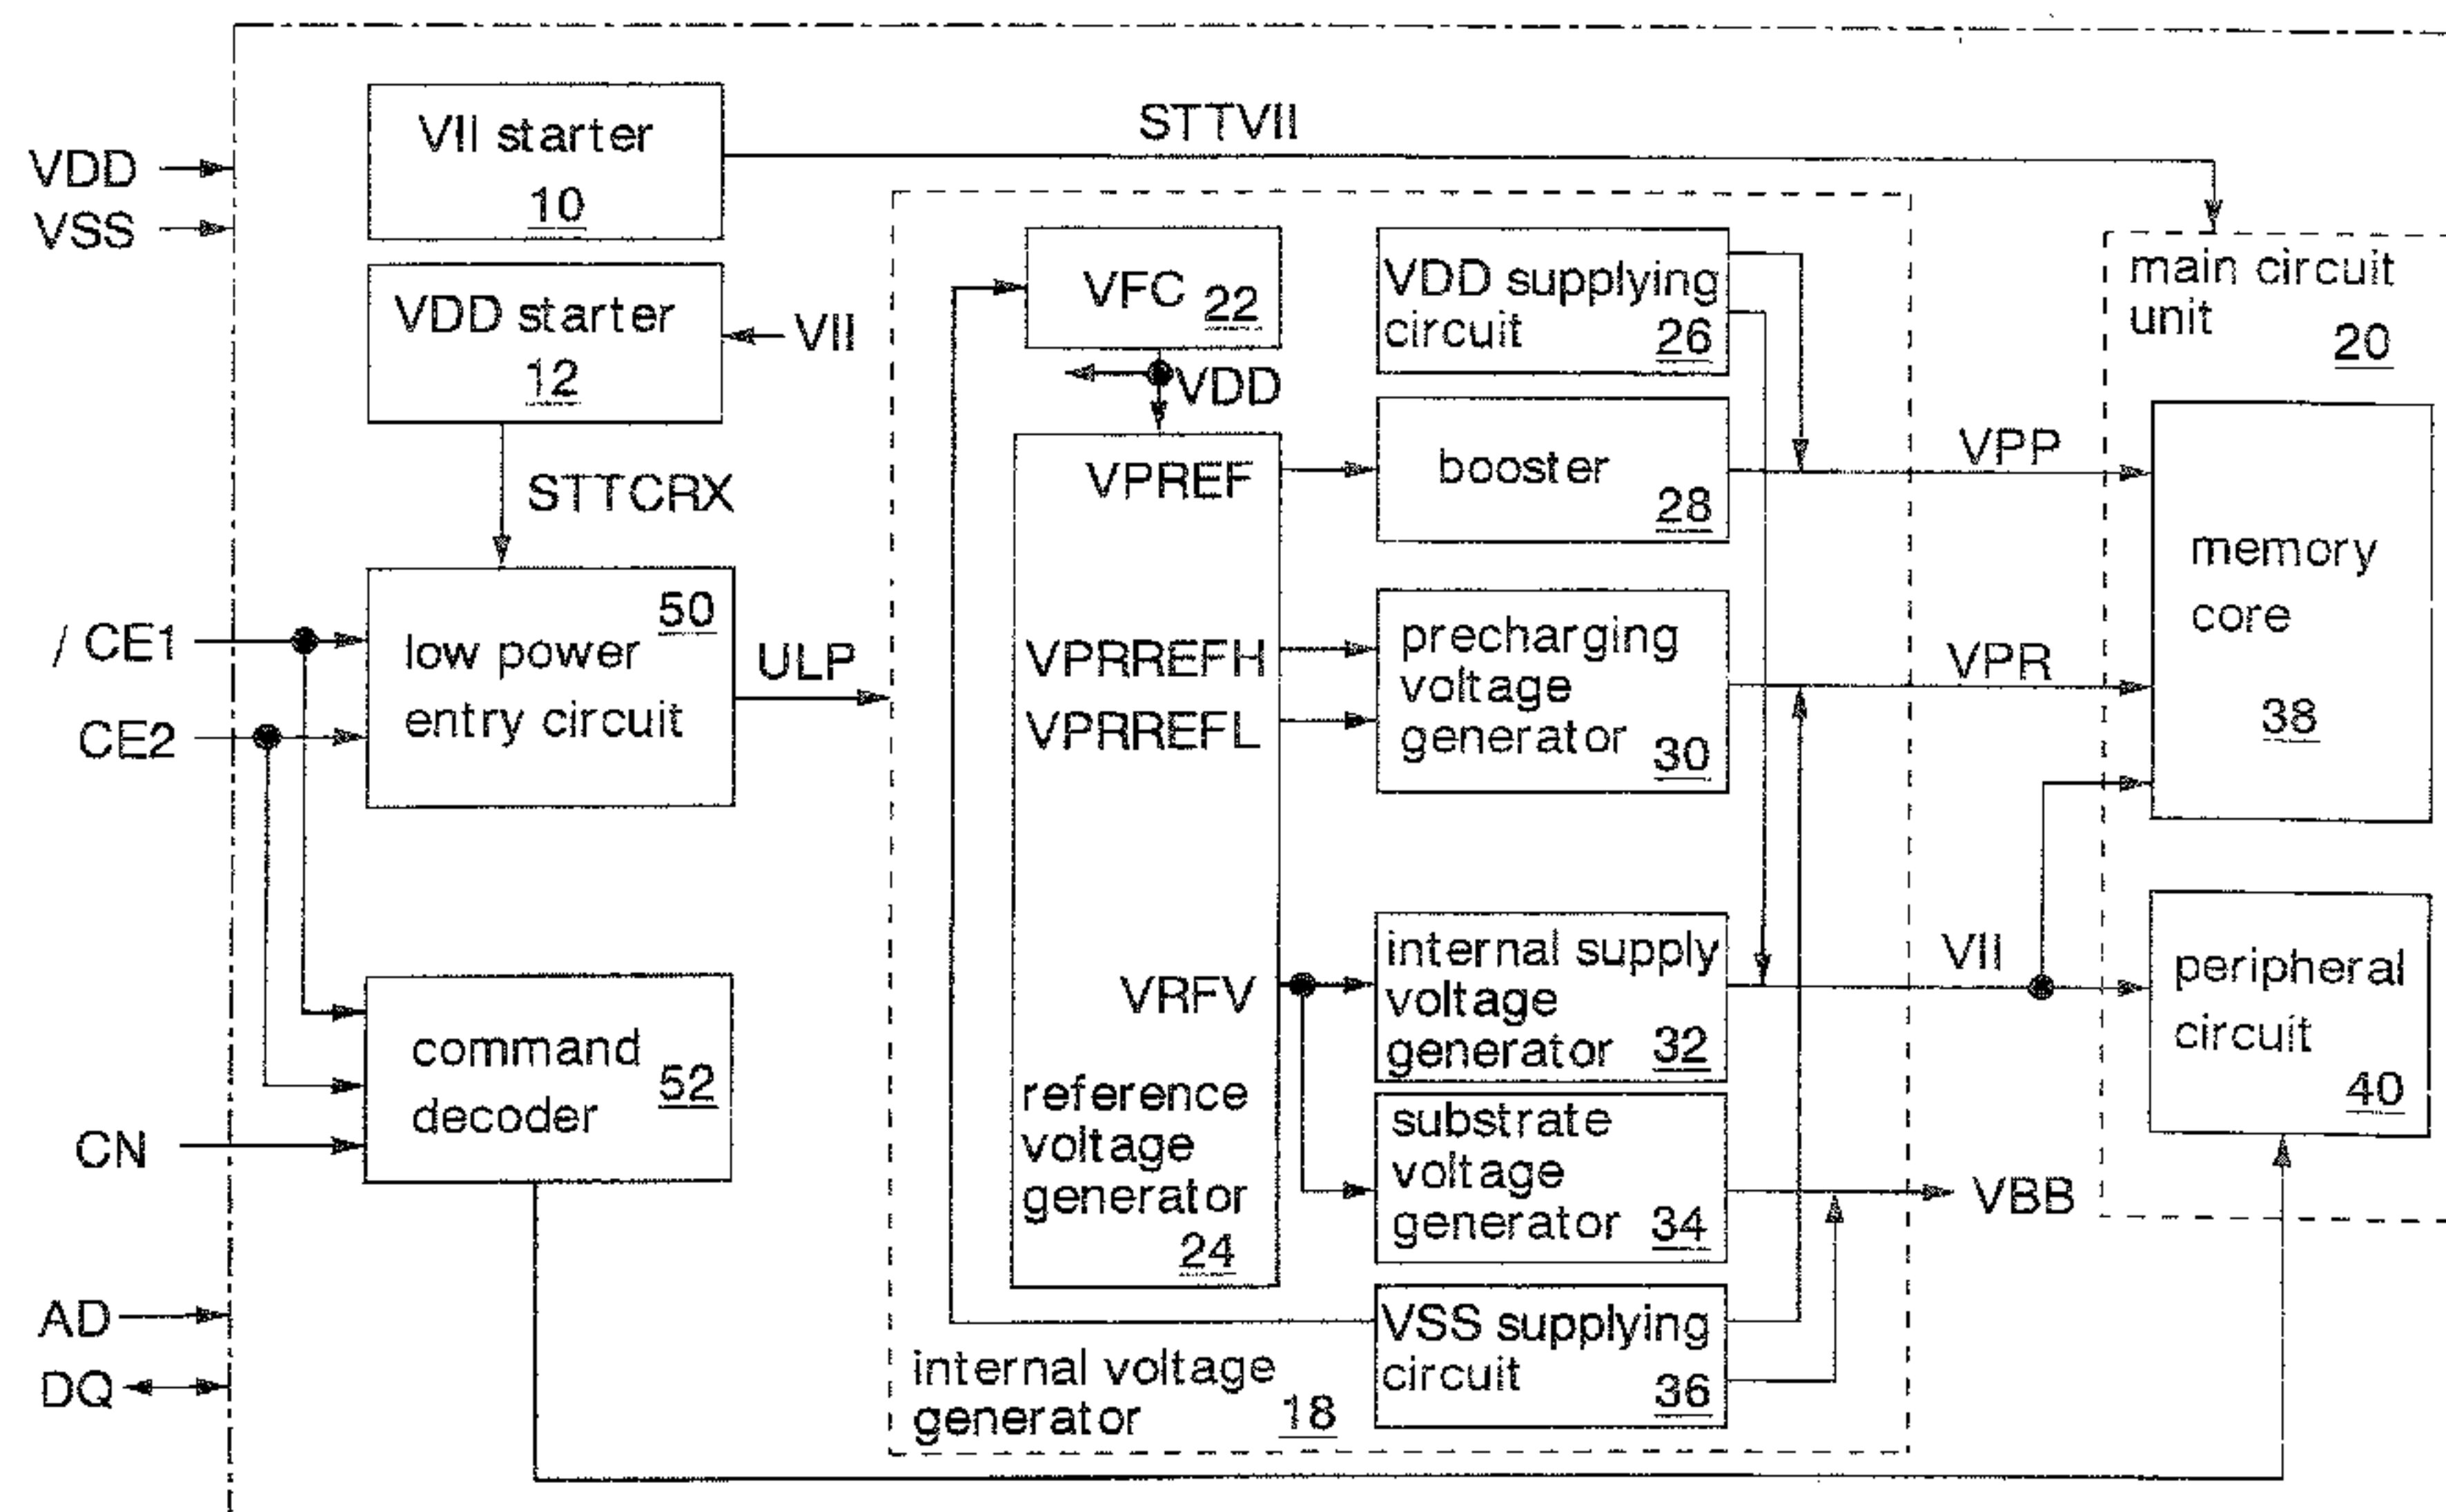 VII starter
10
STTVII
VDD
VSS
VDD starter
12
VII
VFC 22
VDD
VDD supplying
circuit 26
main circuit
unit 20
STTCRX
VPREF
booster
28
VPP
memory
core
38
/ CE1
CE2
low power
entry circuit
50
ULP
VPRREFH
VPRREFL
precharging
voltage
generator 30
VPR
command
decoder
52
CN
VRFV
internal supply
voltage
generator 32
VII
peripheral
circuit
40
reference
voltage
generator
24
substrate
voltage
generator 34
VBB
AD
DQ
VSS supplying
circuit 36
internal voltage
generator 18